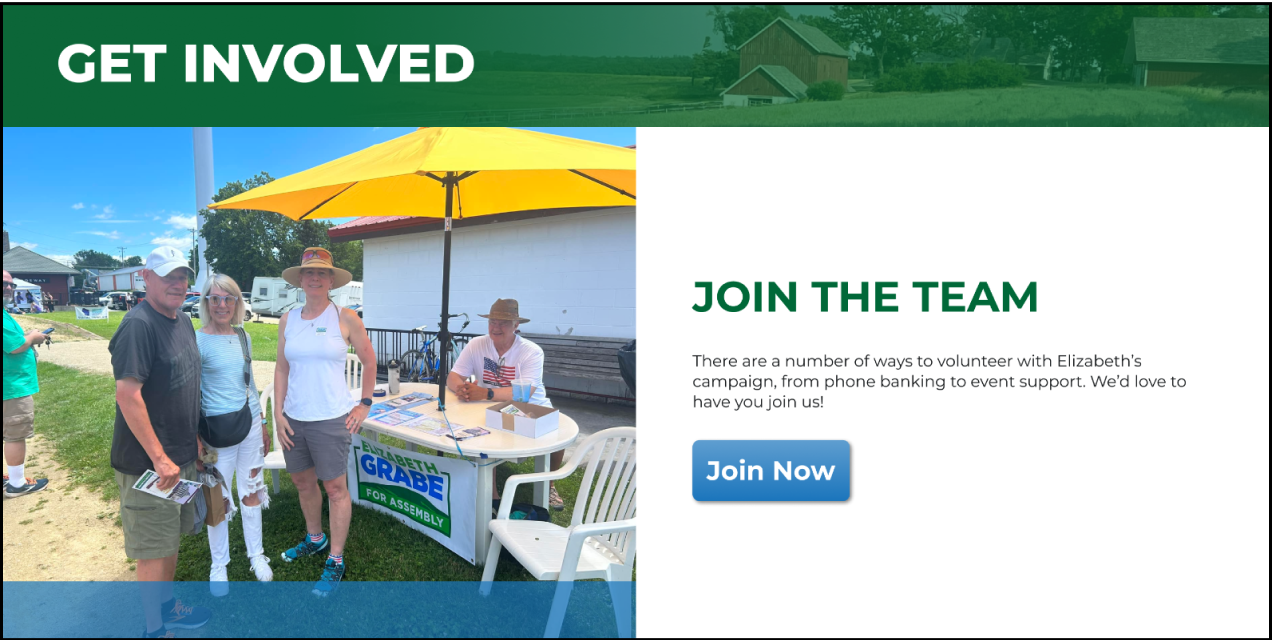 GET INVOLVED
ELIZABETH
GRABE
FOR ASSEMBLY
JOIN THE TEAM
There are a number of ways to volunteer with Elizabeth’s
campaign, from phone banking to event support. We’d love to
have you join us!
Join Now